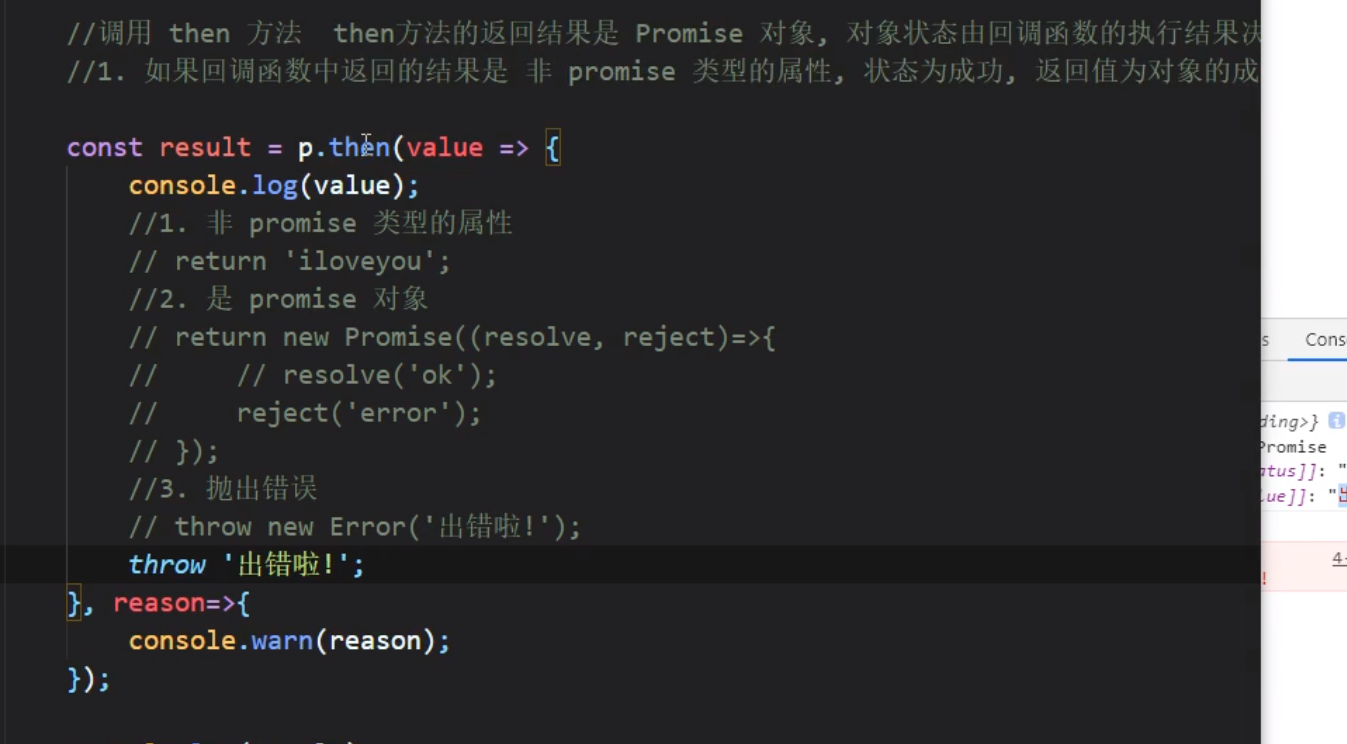 //调用 then 方法  then方法的返回结果是 Promise 对象, 对象状态由回调函数的执行结果决
//1. 如果回调函数中返回的结果是 非 promise 类型的属性, 状态为成功, 返回值为对象的成
const result = p.then(value => {
console.log(value);
//1. 非 promise 类型的属性
// return 'iloveyou';
//2. 是 promise 对象
// return new Promise((resolve, reject)=>{
//     // resolve('ok');
//     reject('error');
// });
//3. 抛出错误
// throw new Error('出错啦!');
throw '出错啦!';
}, reason=>{
console.warn(reason);
});
s Cons
ding>} i
Promise
atus]]: "
lue]]: "出
4
!